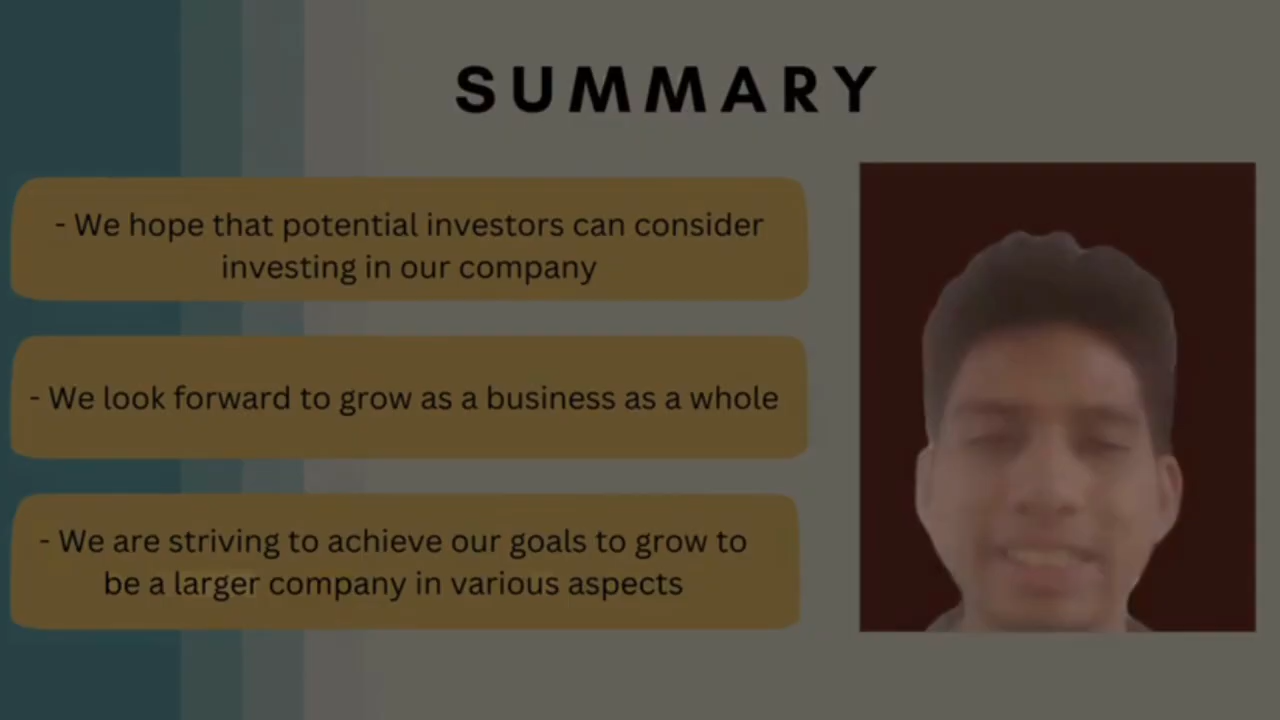 SUMMARY
- We hope that potential investors can consider
investing in our company
- We look forward to grow as a business as a whole
- We are striving to achieve our goals to grow to
be a larger company in various aspects